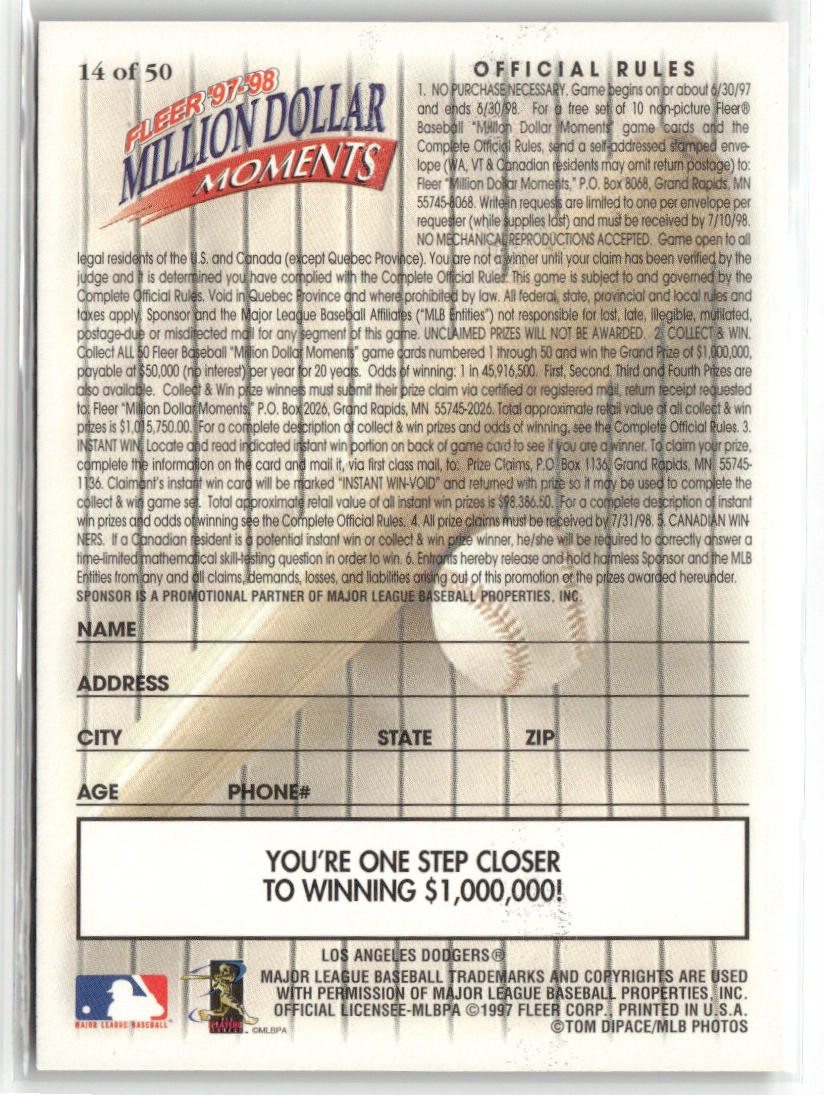 14 of 50
FLEER '97-'98
MILLION DOLLAR
MOMENTS
OFFICIAL RULES
1. NO PURCHASE NECESSARY. Game begins on or about 6/30/97
and ends 6/30/98. For a free set of 10 non-picture Fleer®
Baseball "Million Dollar Moments" game cards and the
Complete Official Rules, send a self-addressed stamped enve-
lope (WA, VT & Canadian residents may omit return postage) to:
Fleer "Million Dollar Moments," P.O. Box 8068, Grand Rapids, MN
55745-8068. Write-in requests are limited to one per envelope per
requester (while supplies last) and must be received by 7/10/98.
NO MECHANICAL REPRODUCTIONS ACCEPTED. Game open to all
legal residents of the U.S. and Canada (except Quebec Province). You are not a winner until your claim has been verified by the
judge and it is determined you have complied with the Complete Official Rules. This game is subject to and governed by the
Complete Official Rules. Void in Quebec Province and where prohibited by law. All federal, state, provincial and local rules and
taxes apply. Sponsor and the Major League Baseball Affiliates ("MLB Entities") not responsible for lost, late, illegible, mutilated,
postage-due or misdirected mail for any segment of this game. UNCLAIMED PRIZES WILL NOT BE AWARDED. 2. COLLECT & WIN.
Collect ALL 50 Fleer Baseball "Million Dollar Moments" game cards numbered 1 through 50 and win the Grand Prize of $1,000,000,
payable at $50,000 (no interest) per year for 20 years. Odds of winning: 1 in 45,916,500. First, Second, Third and Fourth Prizes are
also available. Collect & Win prize winners must submit their prize claim via certified or registered mail, return receipt requested
to: Fleer "Million Dollar Moments," P.O. Box 2026, Grand Rapids, MN 55745-2026. Total approximate retail value of all collect & win
prizes is $1,015,750.00. For a complete description of collect & win prizes and odds of winning, see the Complete Official Rules. 3.
INSTANT WIN. Locate and read indicated instant win portion on back of game card to see if you are a winner. To claim your prize,
complete the information on the card and mail it, via first class mail, to: Prize Claims, P.O. Box 1136, Grand Rapids, MN 55745-
1136. Claimant's instant win card will be marked "INSTANT WIN-VOID" and returned with prize so it may be used to complete the
collect & win game set. Total approximate retail value of all instant win prizes is $98,386.50. For a complete description of instant
win prizes and odds of winning see the Complete Official Rules. 4. All prize claims must be received by 7/31/98. 5. CANADIAN WIN-
NERS. If a Canadian resident is a potential instant win or collect & win prize winner, he/she will be required to correctly answer a
time-limited mathematical skill-testing question in order to win. 6. Entrants hereby release and hold harmless Sponsor and the MLB
Entities from any and all claims, demands, losses, and liabilities arising out of this promotion or the prizes awarded hereunder.
SPONSOR IS A PROMOTIONAL PARTNER OF MAJOR LEAGUE BASEBALL PROPERTIES, INC.
NAME
ADDRESS
CITY STATE ZIP
AGE PHONE#
YOU'RE ONE STEP CLOSER
TO WINNING $1,000,000!
LOS ANGELES DODGERS®
MAJOR LEAGUE BASEBALL TRADEMARKS AND COPYRIGHTS ARE USED
WITH PERMISSION OF MAJOR LEAGUE BASEBALL PROPERTIES, INC.
OFFICIAL LICENSEE-MLBPA ©1997 FLEER CORP., PRINTED IN U.S.A.
©TOM DIPACE/MLB PHOTOS
MAJOR LEAGUE BASEBALL
©MLBPA